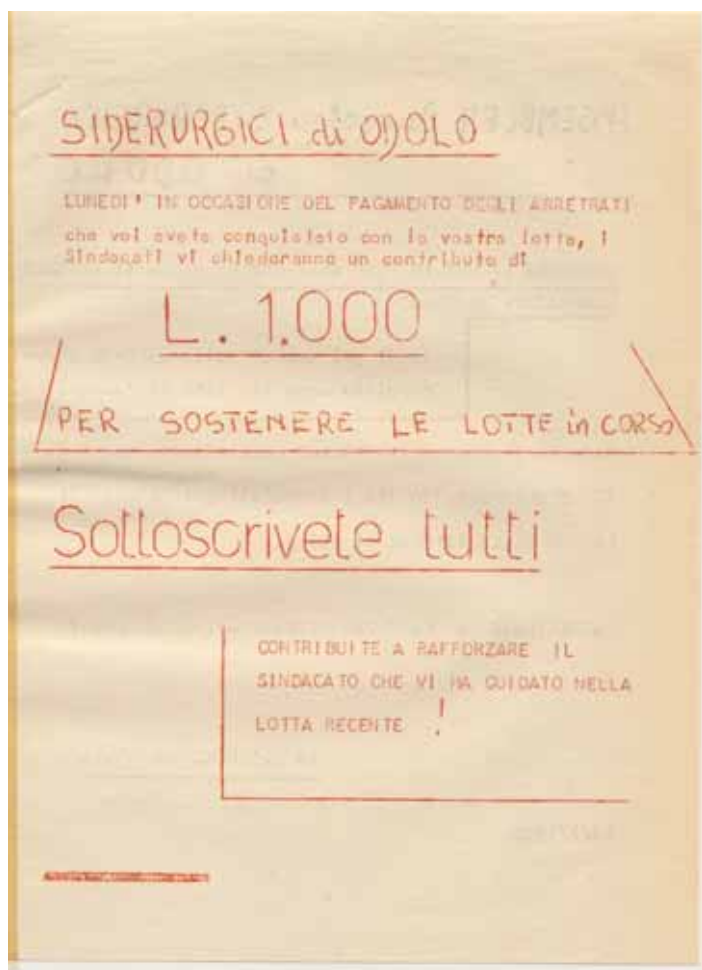 SIDERURGICI di ODOLO
LUNEDI' IN OCCASIONE DEL PAGAMENTO DEGLI ARRETRATI
che voi avete conquistato con la vostra lotta, i
Sindacati vi chiederanno un contributo di
L. 1.000
PER SOSTENERE LE LOTTE in CORSO
Sottoscrivete tutti
CONTRIBUITE A RAFFORZARE IL
SINDACATO CHE VI HA GUIDATO NELLA
LOTTA RECENTE !